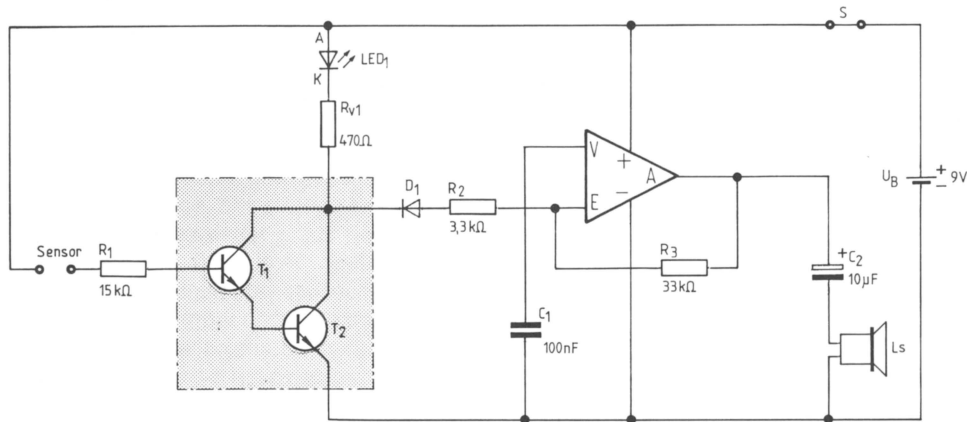 S
A
LED1
K
RV1
470Ω
V
+
A
−
E
UB
+
−
9V
D1
R2
3,3kΩ
R3
33kΩ
Sensor
R1
15kΩ
T1
T2
C1
100nF
+
C2
10µF
Ls